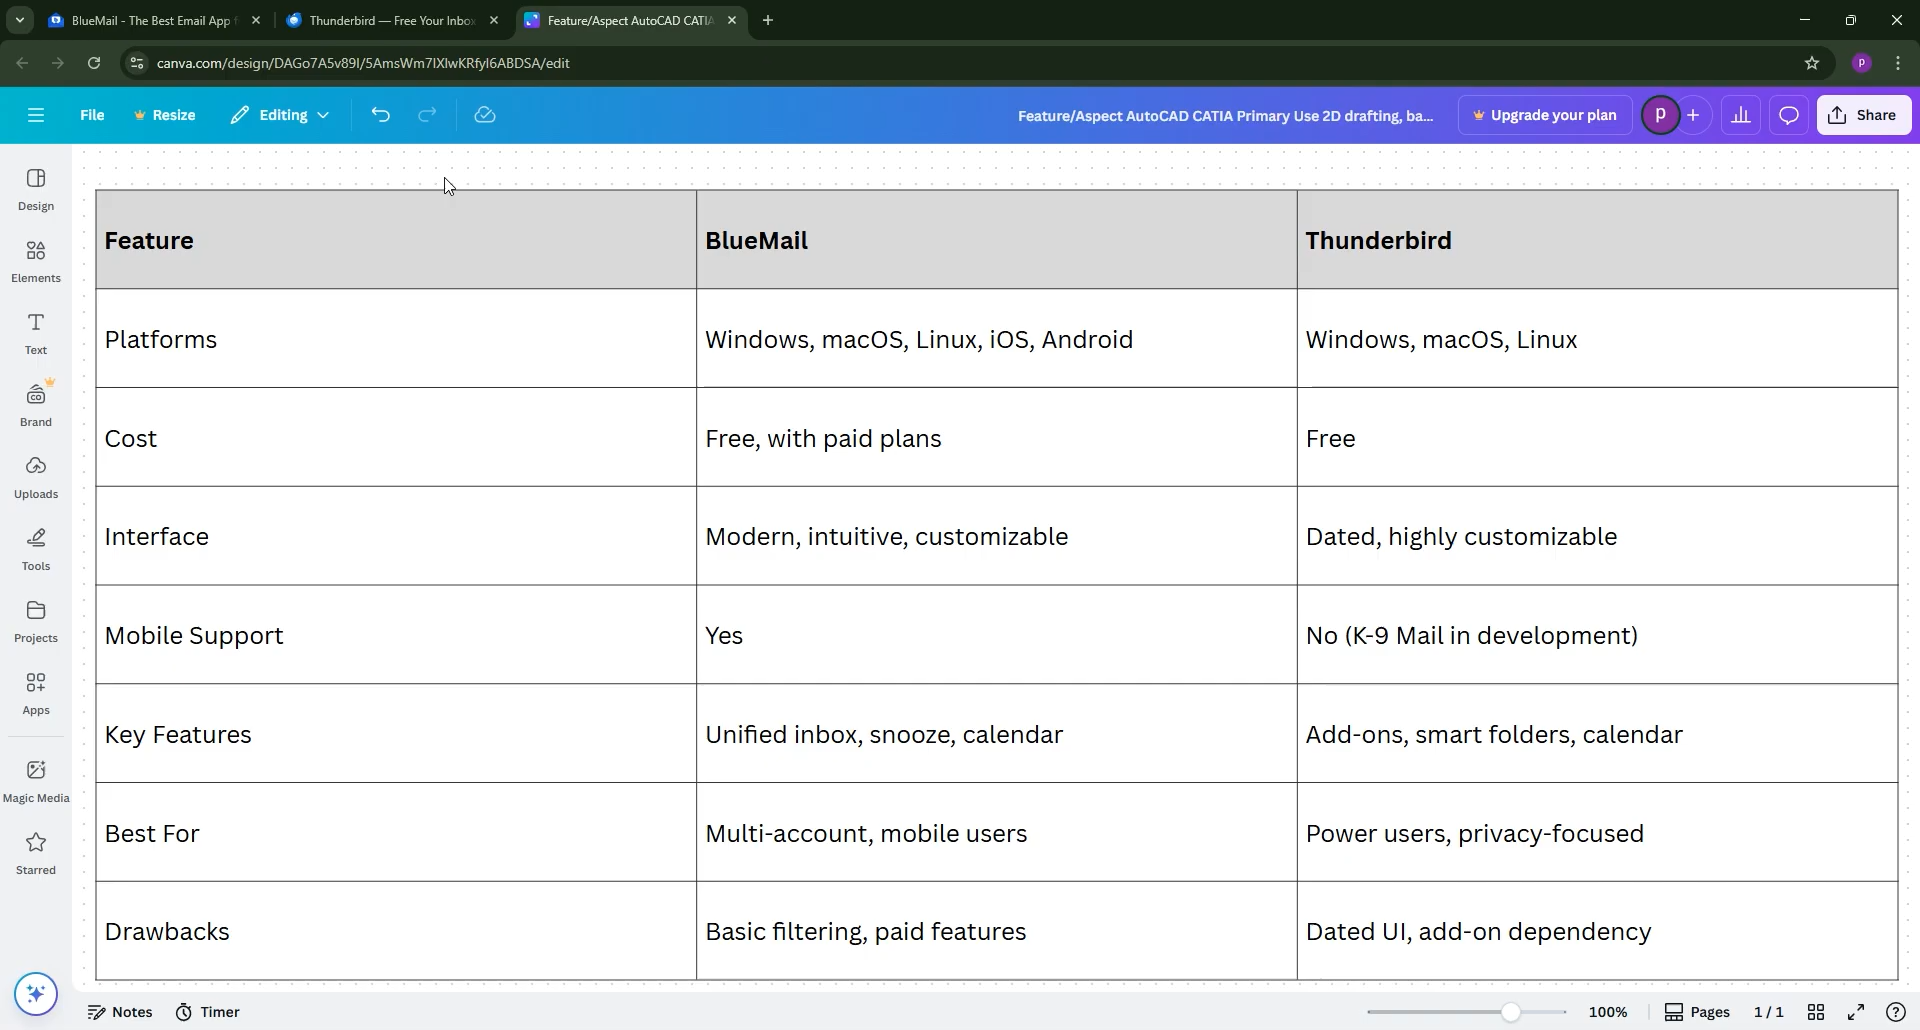 BlueMail - The Best Email App
Thunderbird — Free Your Inbo
Feature/Aspect AutoCAD CATIA
canva.com/design/DAGo7A5v89I/5AmsWm7IXIwKRfyI6ABDSA/edit
P
File
Resize
Editing
Feature/Aspect AutoCAD CATIA Primary Use 2D drafting, ba...
Upgrade your plan
P
Share
Design
Elements
Text
Brand
Uploads
Tools
Projects
Apps
Magic Media
Starred
Feature BlueMail Thunderbird
Platforms Windows, macOS, Linux, iOS, Android Windows, macOS, Linux
Cost Free, with paid plans Free
Interface Modern, intuitive, customizable Dated, highly customizable
Mobile Support Yes No (K-9 Mail in development)
Key Features Unified inbox, snooze, calendar Add-ons, smart folders, calendar
Best For Multi-account, mobile users Power users, privacy-focused
Drawbacks Basic filtering, paid features Dated UI, add-on dependency
Notes Timer 100% Pages 1 / 1